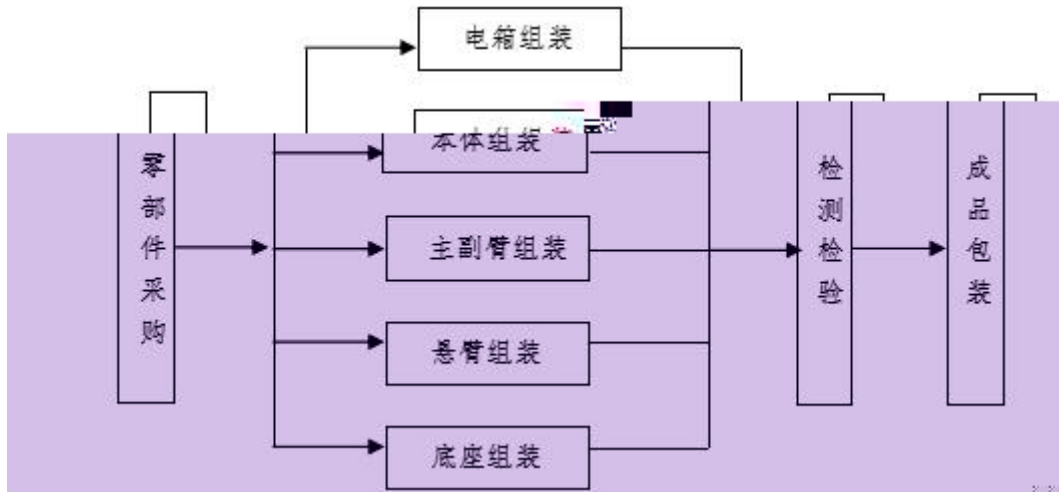 电箱组装
本体组装
零部件采购
主副臂组装
检测检验
成品包装
悬臂组装
底座组装